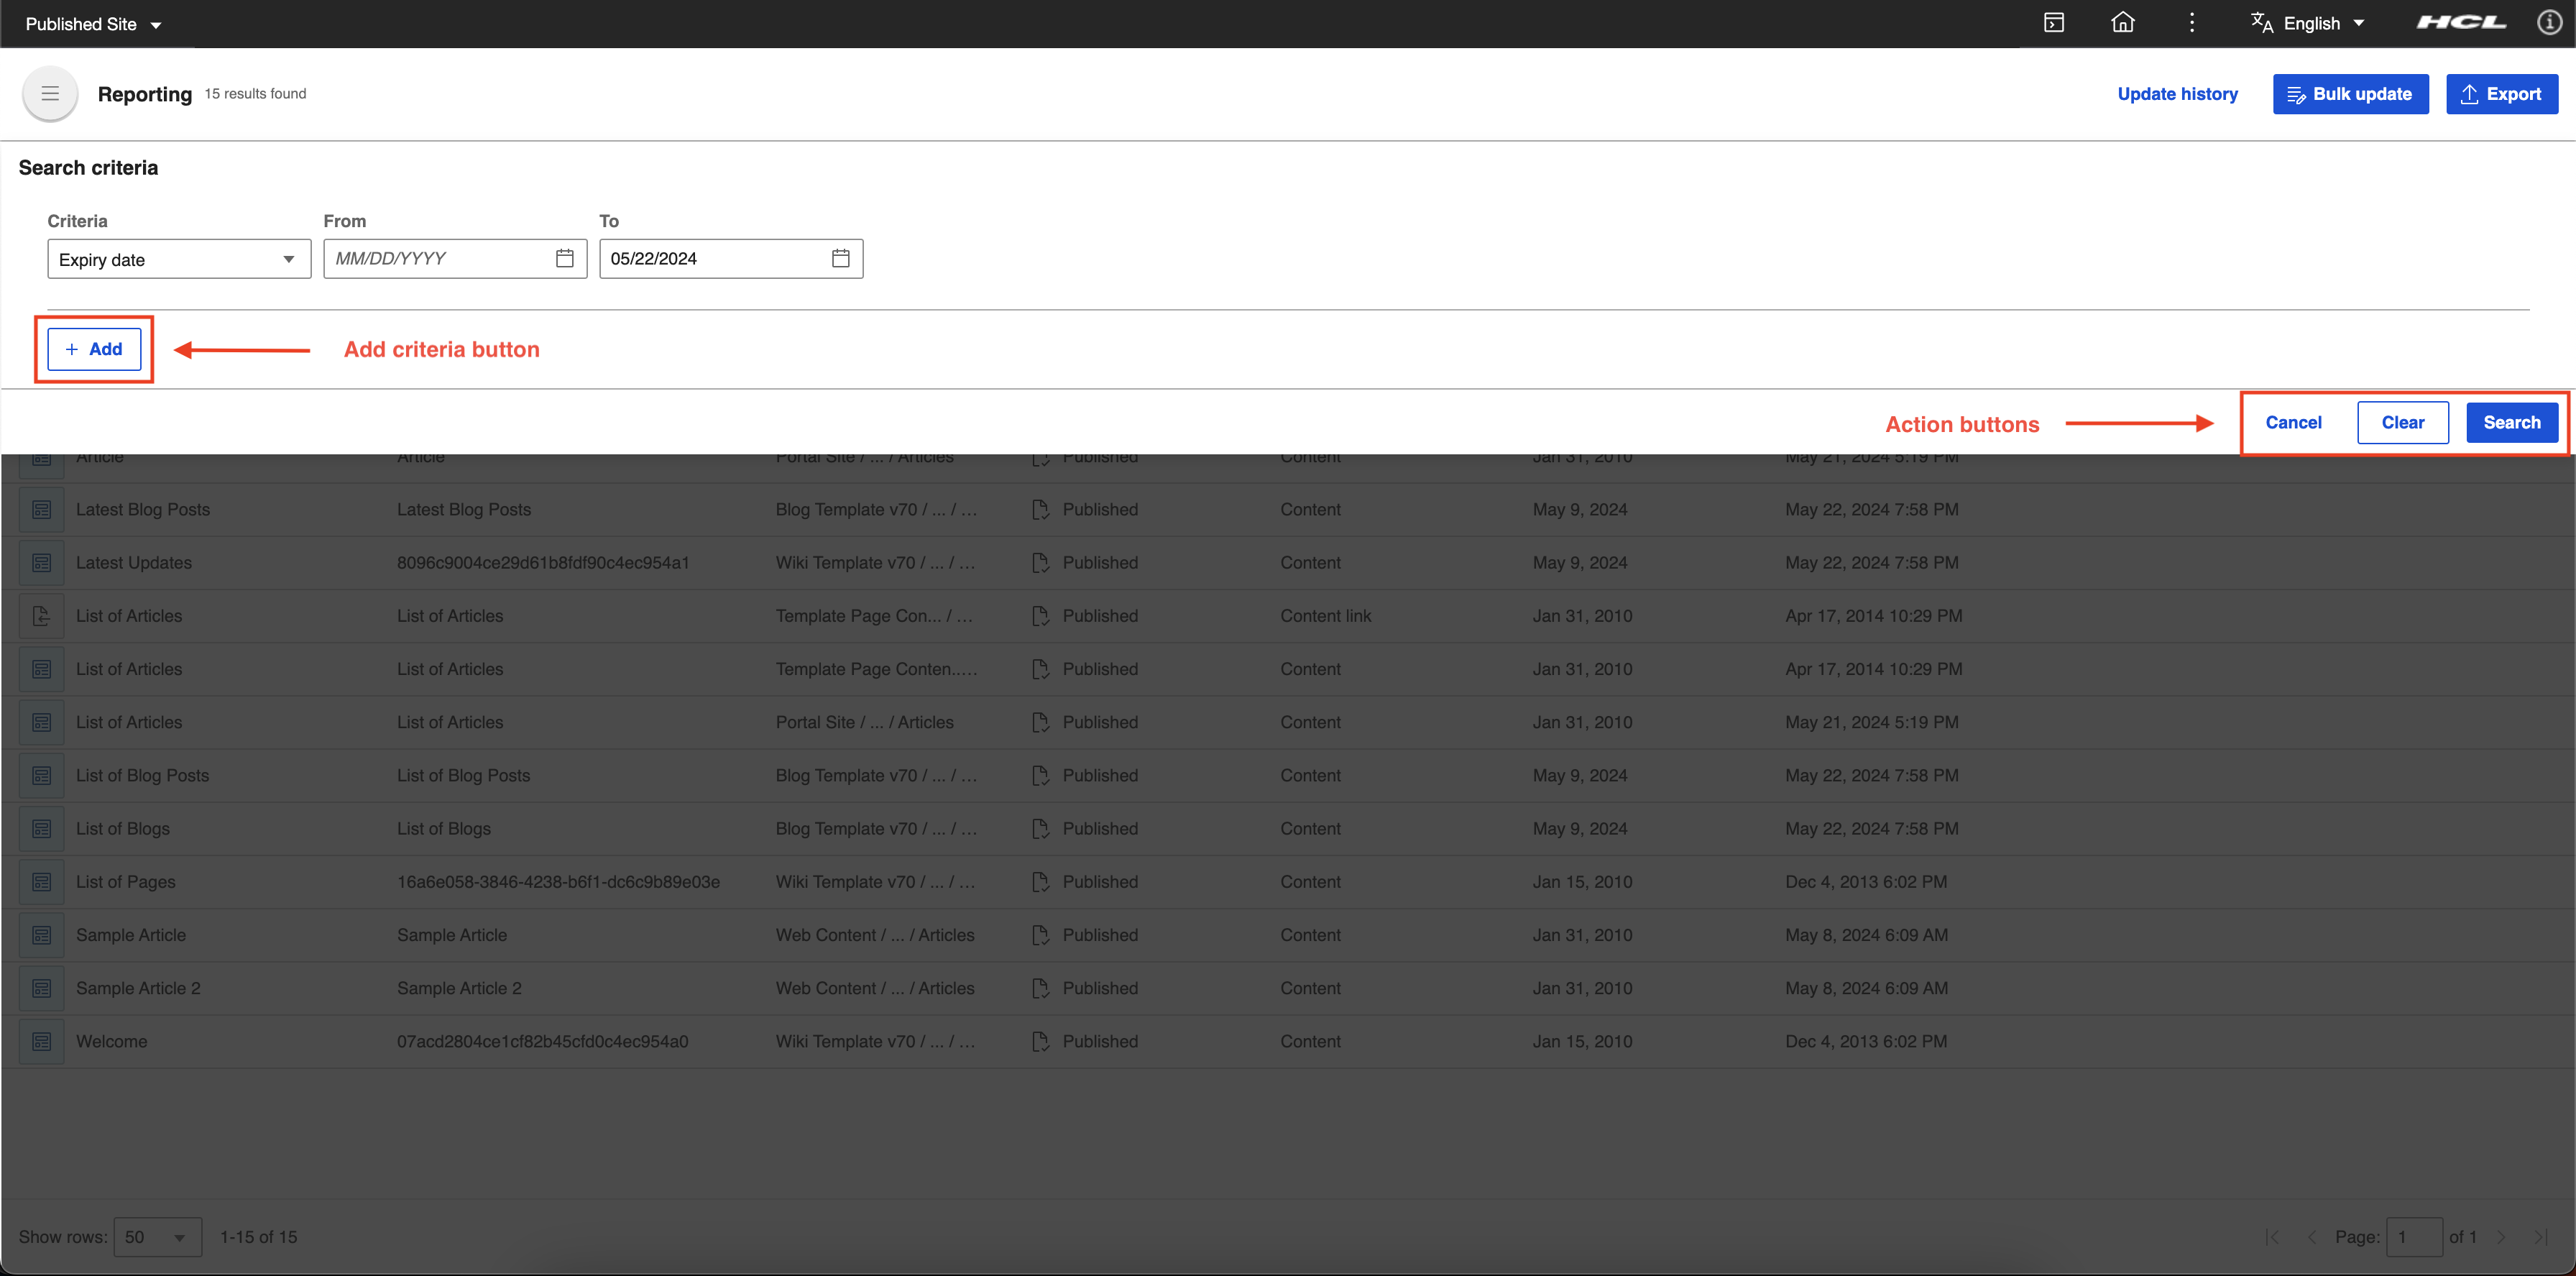 Published Site
English
HCL
Reporting 15 results found
Update history
Bulk update
Export
Search criteria
Criteria From To
Expiry date MM/DD/YYYY 05/22/2024
+ Add Add criteria button
Action buttons Cancel Clear Search
Article Article Portal Site / ... / Articles Published Content Jan 31, 2010 May 21, 2024 5:19 PM
Latest Blog Posts Latest Blog Posts Blog Template v70 / ... / ... Published Content May 9, 2024 May 22, 2024 7:58 PM
Latest Updates 8096c9004ce29d61b8fdf90c4ec954a1 Wiki Template v70 / ... / ... Published Content May 9, 2024 May 22, 2024 7:58 PM
List of Articles List of Articles Template Page Con... / ... Published Content link Jan 31, 2010 Apr 17, 2014 10:29 PM
List of Articles List of Articles Template Page Conten..... Published Content Jan 31, 2010 Apr 17, 2014 10:29 PM
List of Articles List of Articles Portal Site / ... / Articles Published Content Jan 31, 2010 May 21, 2024 5:19 PM
List of Blog Posts List of Blog Posts Blog Template v70 / ... / ... Published Content May 9, 2024 May 22, 2024 7:58 PM
List of Blogs List of Blogs Blog Template v70 / ... / ... Published Content May 9, 2024 May 22, 2024 7:58 PM
List of Pages 16a6e058-3846-4238-b6f1-dc6c9b89e03e Wiki Template v70 / ... / ... Published Content Jan 15, 2010 Dec 4, 2013 6:02 PM
Sample Article Sample Article Web Content / ... / Articles Published Content Jan 31, 2010 May 8, 2024 6:09 AM
Sample Article 2 Sample Article 2 Web Content / ... / Articles Published Content Jan 31, 2010 May 8, 2024 6:09 AM
Welcome 07acd2804ce1cf82b45cfd0c4ec954a0 Wiki Template v70 / ... / ... Published Content Jan 15, 2010 Dec 4, 2013 6:02 PM
Show rows: 50 1-15 of 15 Page: 1 of 1